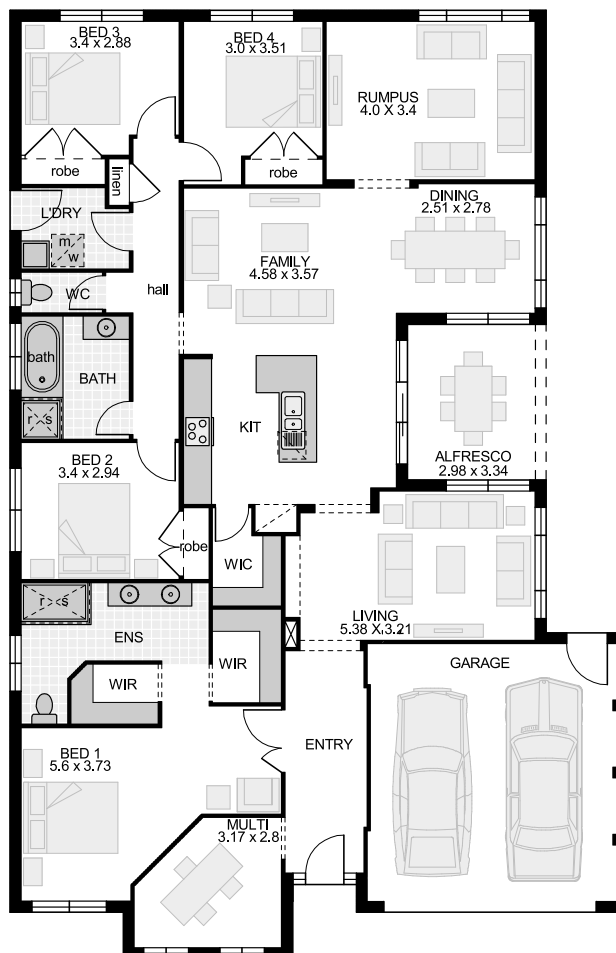 BED 3
3.4 x 2.88
BED 4
3.0 x 3.51
RUMPUS
4.0 X 3.4
robe
linen
robe
L'DRY
m
w
DINING
2.51 x 2.78
FAMILY
4.58 x 3.57
WC
hall
bath
BATH
r x s
KIT
ALFRESCO
2.98 x 3.34
BED 2
3.4 x 2.94
robe
WIC
r x s
ENS
LIVING
5.38 X 3.21
WIR
WIR
GARAGE
BED 1
5.6 x 3.73
ENTRY
MULTI
3.17 x 2.8